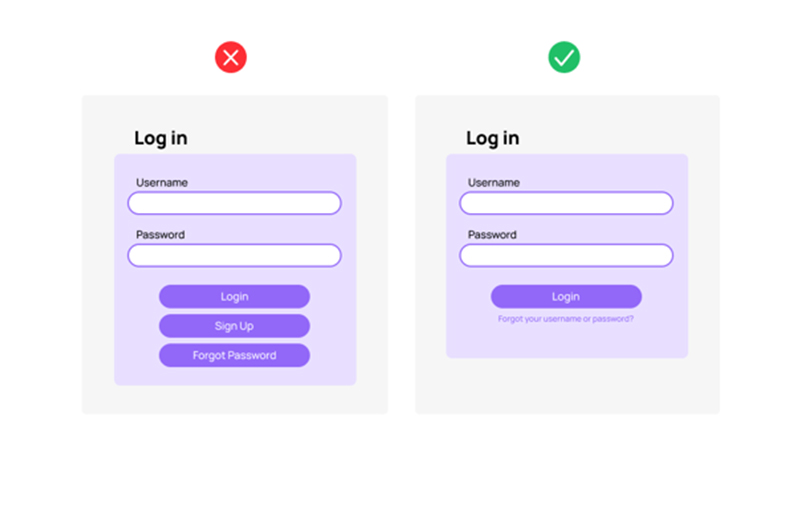 Log in
Username
Password
Login
Sign Up
Forgot Password
Log in
Username
Password
Login
Forgot your username or password?